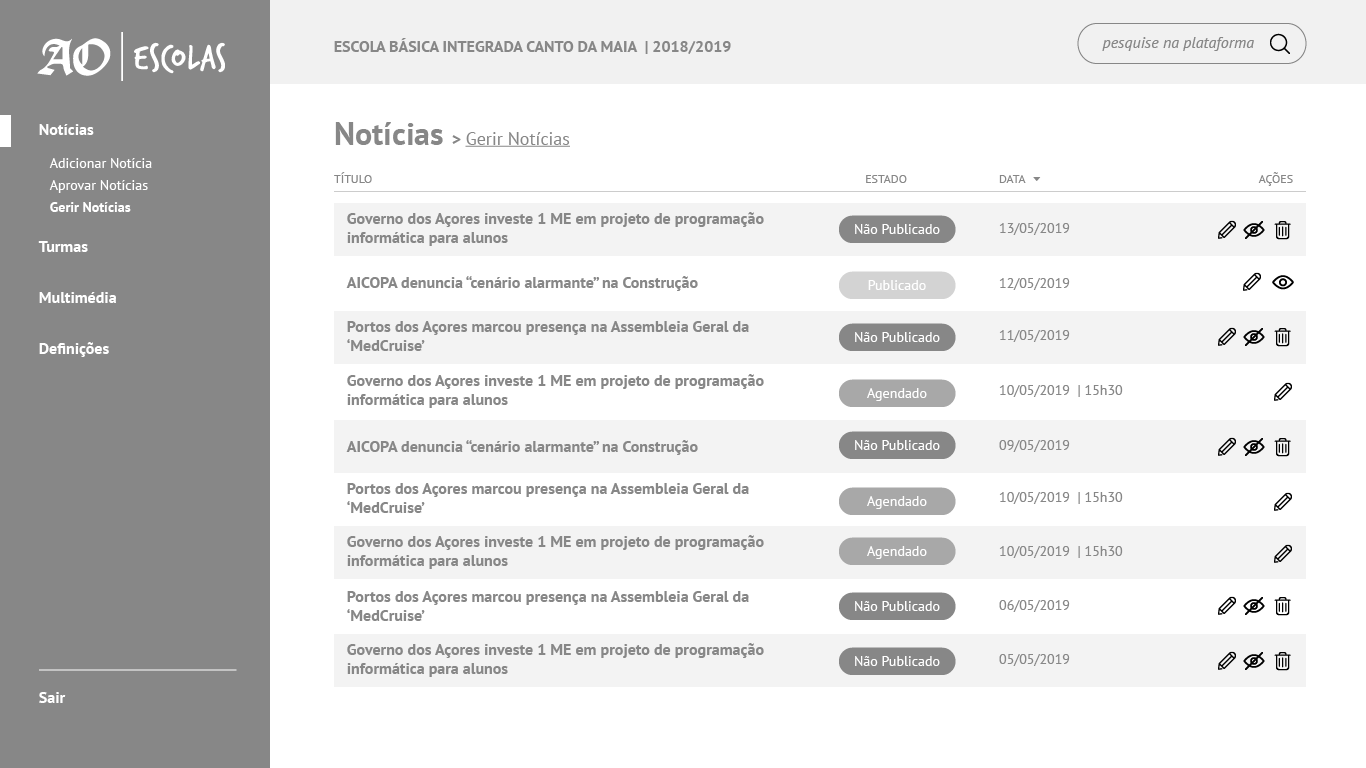 AO | ESCOLAS
ESCOLA BÁSICA INTEGRADA CANTO DA MAIA | 2018/2019
pesquise na plataforma
Notícias
Adicionar Notícia
Aprovar Notícias
Gerir Notícias
Turmas
Multimédia
Definições
Sair
Notícias > Gerir Notícias
TÍTULO ESTADO DATA AÇÕES
Governo dos Açores investe 1 ME em projeto de programação
informática para alunos
Não Publicado 13/05/2019
AICOPA denuncia “cenário alarmante” na Construção
Publicado 12/05/2019
Portos dos Açores marcou presença na Assembleia Geral da
‘MedCruise’
Não Publicado 11/05/2019
Governo dos Açores investe 1 ME em projeto de programação
informática para alunos
Agendado 10/05/2019 | 15h30
AICOPA denuncia “cenário alarmante” na Construção
Não Publicado 09/05/2019
Portos dos Açores marcou presença na Assembleia Geral da
‘MedCruise’
Agendado 10/05/2019 | 15h30
Governo dos Açores investe 1 ME em projeto de programação
informática para alunos
Agendado 10/05/2019 | 15h30
Portos dos Açores marcou presença na Assembleia Geral da
‘MedCruise’
Não Publicado 06/05/2019
Governo dos Açores investe 1 ME em projeto de programação
informática para alunos
Não Publicado 05/05/2019